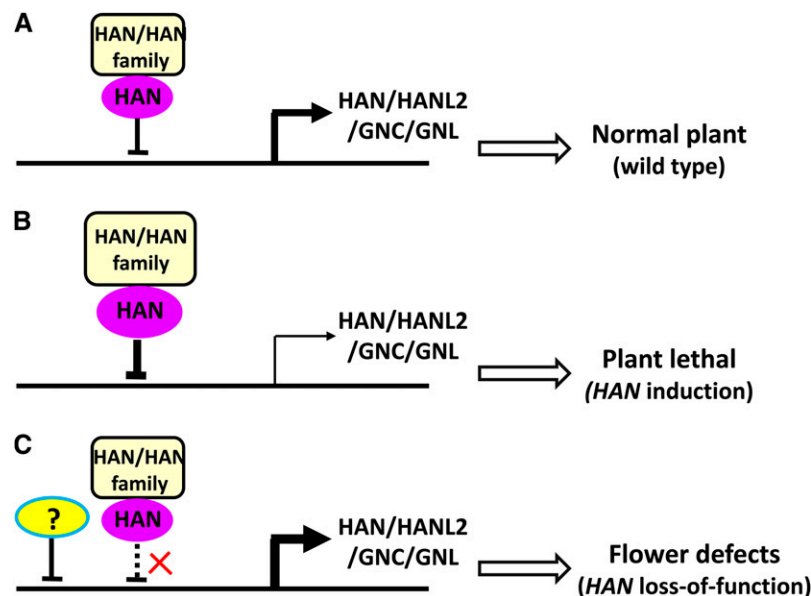 A
HAN/HAN
family
HAN
HAN/HANL2
/GNC/GNL
Normal plant
(wild type)
B
HAN/HAN
family
HAN
HAN/HANL2
/GNC/GNL
Plant lethal
(HAN induction)
C
HAN/HAN
family
?
HAN
HAN/HANL2
/GNC/GNL
Flower defects
(HAN loss-of-function)